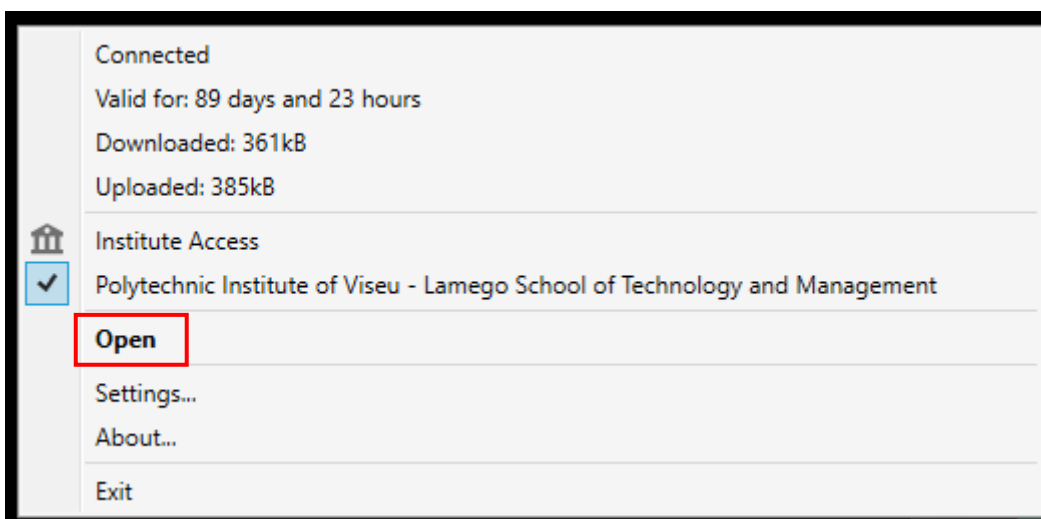 Connected
Valid for: 89 days and 23 hours
Downloaded: 361kB
Uploaded: 385kB
Institute Access
Polytechnic Institute of Viseu - Lamego School of Technology and Management
Open
Settings...
About...
Exit